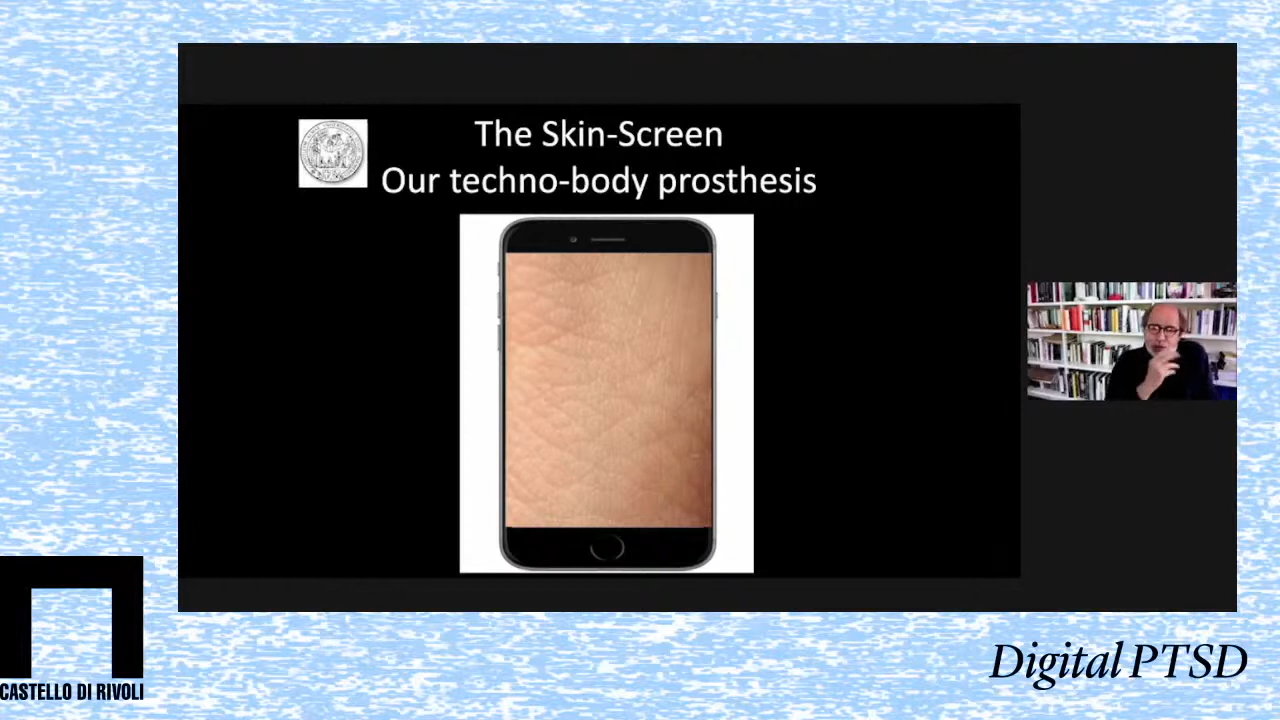 The Skin-Screen
Our techno-body prosthesis
CASTELLO DI RIVOLI
Digital PTSD